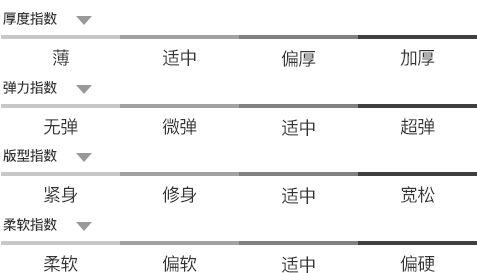 厚度指数
薄 适中 偏厚 加厚
弹力指数
无弹 微弹 适中 超弹
版型指数
紧身 修身 适中 宽松
柔软指数
柔软 偏软 适中 偏硬